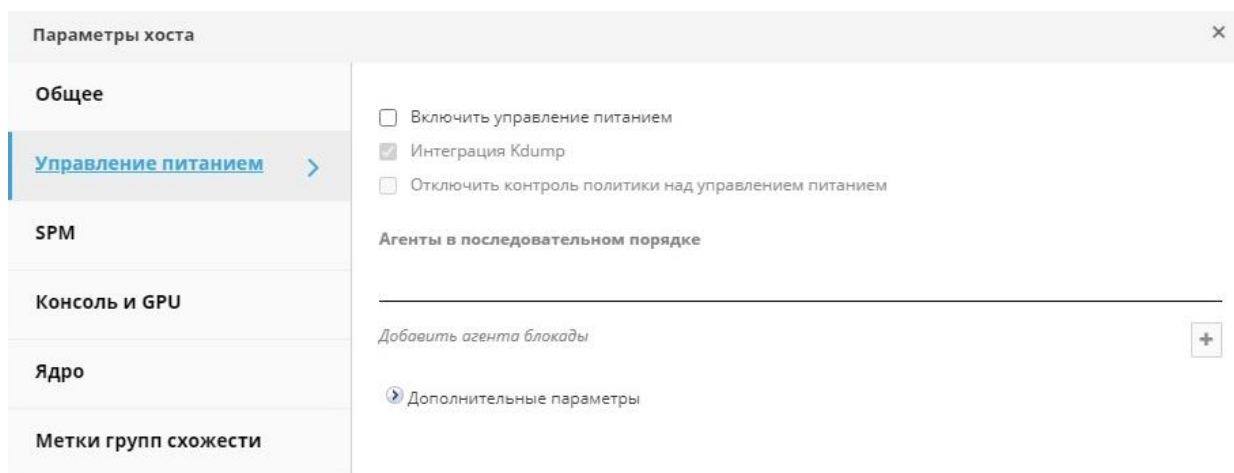 Параметры хоста
Общее
Управление питанием
SPM
Консоль и GPU
Ядро
Метки групп схожести
Включить управление питанием
Интеграция Kdump
Отключить контроль политики над управлением питанием
Агенты в последовательном порядке
Добавить агента блокады
Дополнительные параметры